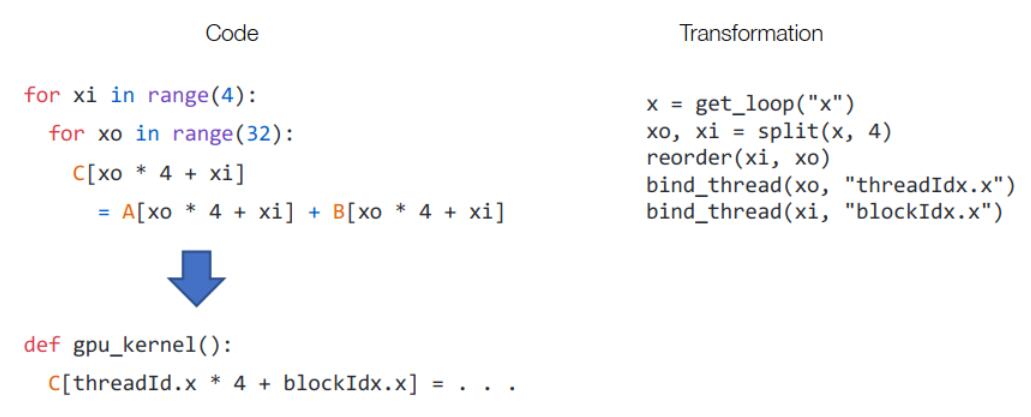 Code
for xi in range(4):
  for xo in range(32):
    C[xo * 4 + xi]
      = A[xo * 4 + xi] + B[xo * 4 + xi]
def gpu_kernel():
  C[threadId.x * 4 + blockIdx.x] = . . .
Transformation
x = get_loop("x")
xo, xi = split(x, 4)
reorder(xi, xo)
bind_thread(xo, "threadIdx.x")
bind_thread(xi, "blockIdx.x")